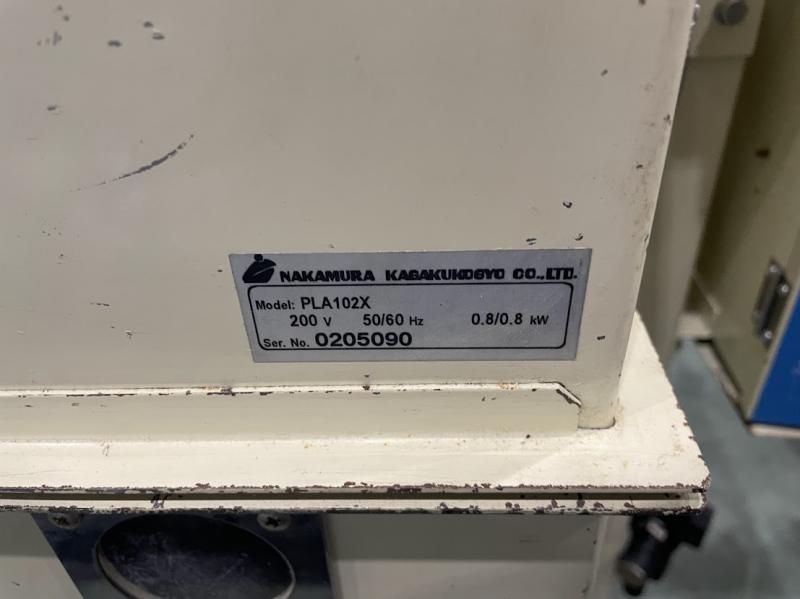 NAKAMURA KAGAKUKOGYO CO.,LTD.
Model: PLA102X
200 V 50/60 Hz 0.8/0.8 kW
Ser. No. 0205090